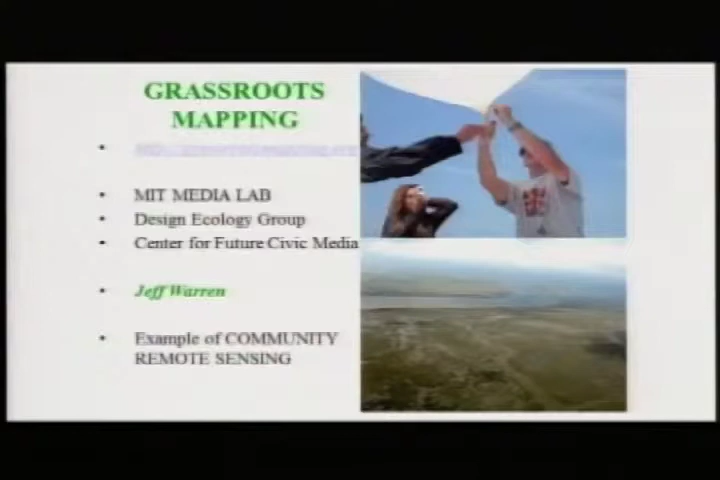 GRASSROOTS
MAPPING
• MIT MEDIA LAB
• Design Ecology Group
• Center for Future Civic Media
• Jeff Warren
• Example of COMMUNITY
REMOTE SENSING